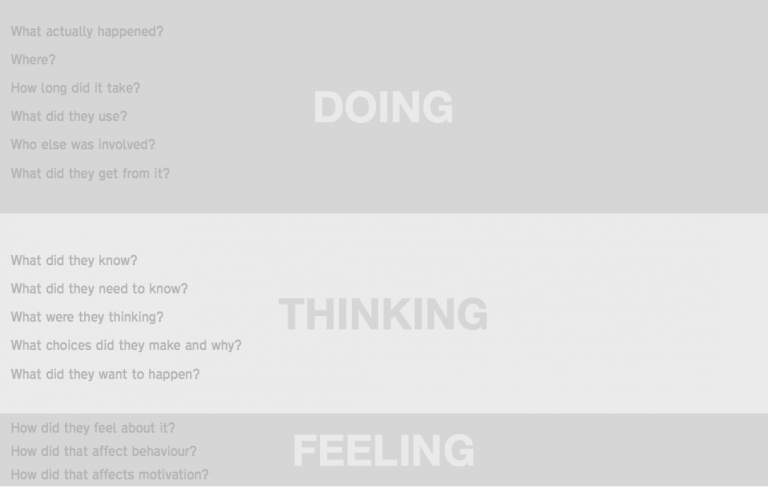 What actually happened?
Where?
How long did it take?
What did they use?
Who else was involved?
What did they get from it?
DOING
What did they know?
What did they need to know?
What were they thinking?
What choices did they make and why?
What did they want to happen?
THINKING
How did they feel about it?
How did that affect behaviour?
How did that affects motivation?
FEELING